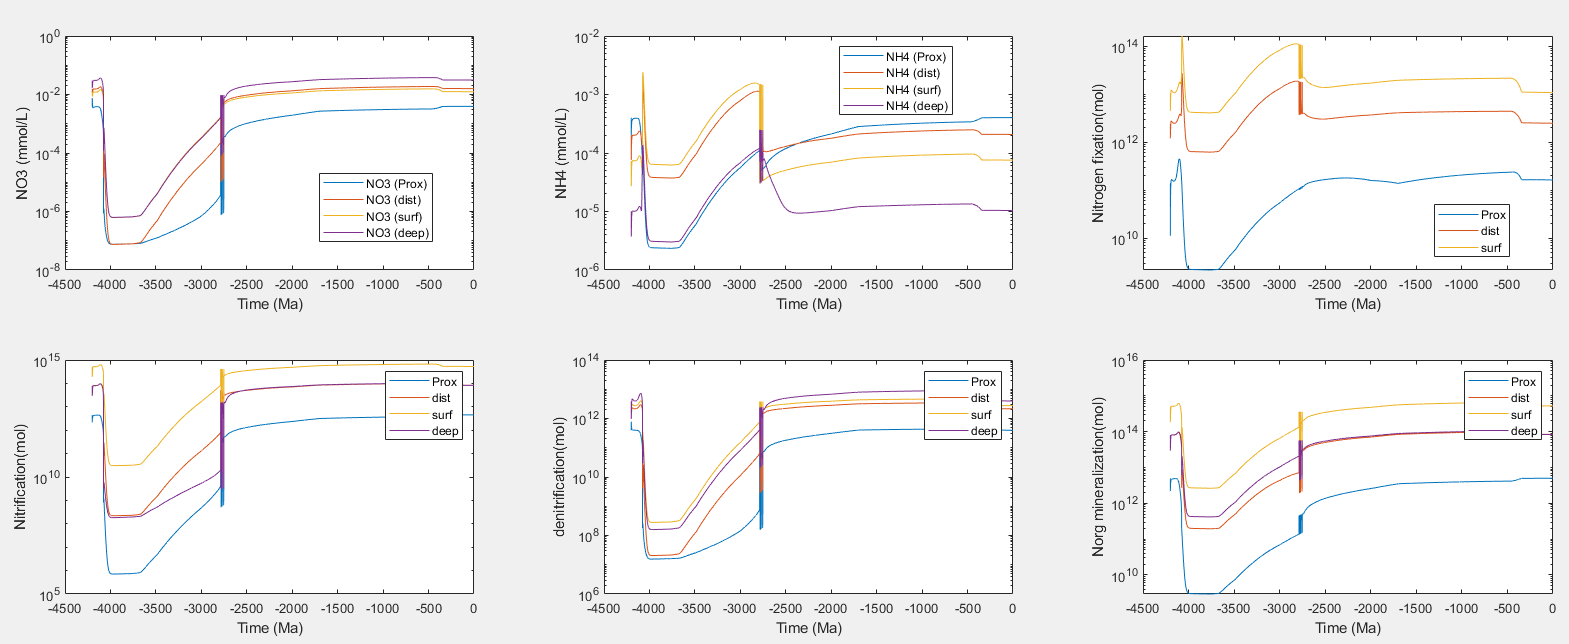 NO3 (mmol/L)
10^0
10^-2
10^-4
10^-6
10^-8
NO3 (Prox)
NO3 (dist)
NO3 (surf)
NO3 (deep)
-4500 -4000 -3500 -3000 -2500 -2000 -1500 -1000 -500 0
Time (Ma)
NH4 (mmol/L)
10^-2
10^-3
10^-4
10^-5
10^-6
NH4 (Prox)
NH4 (dist)
NH4 (surf)
NH4 (deep)
-4500 -4000 -3500 -3000 -2500 -2000 -1500 -1000 -500 0
Time (Ma)
Nitrogen fixation(mol)
10^14
10^12
10^10
Prox
dist
surf
-4500 -4000 -3500 -3000 -2500 -2000 -1500 -1000 -500 0
Time (Ma)
Nitrification(mol)
10^15
10^10
10^5
Prox
dist
surf
deep
-4500 -4000 -3500 -3000 -2500 -2000 -1500 -1000 -500 0
Time (Ma)
denitrification(mol)
10^14
10^12
10^10
10^8
10^6
Prox
dist
surf
deep
-4500 -4000 -3500 -3000 -2500 -2000 -1500 -1000 -500 0
Time (Ma)
Norg mineralization(mol)
10^16
10^14
10^12
10^10
Prox
dist
surf
deep
-4500 -4000 -3500 -3000 -2500 -2000 -1500 -1000 -500 0
Time (Ma)